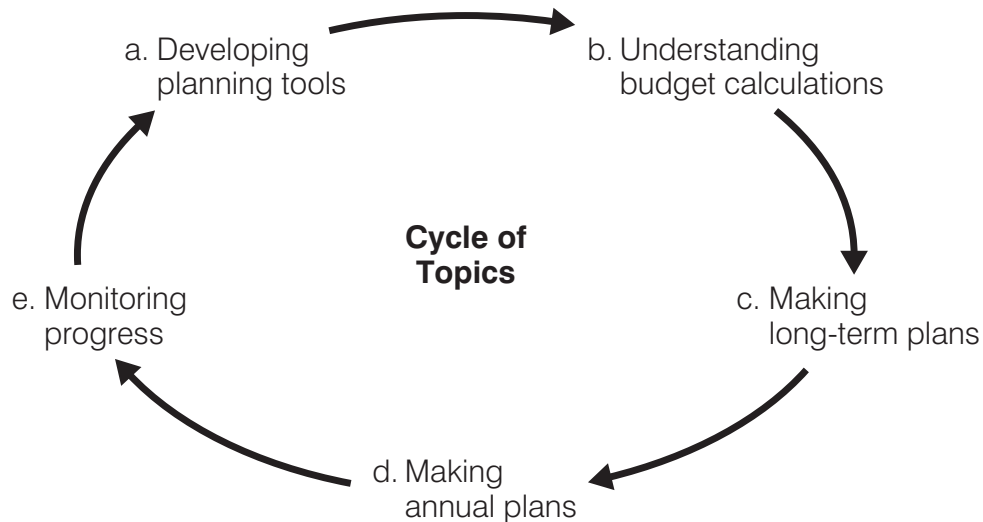 a. Developing
planning tools
b. Understanding
budget calculations
Cycle of
Topics
c. Making
long-term plans
d. Making
annual plans
e. Monitoring
progress